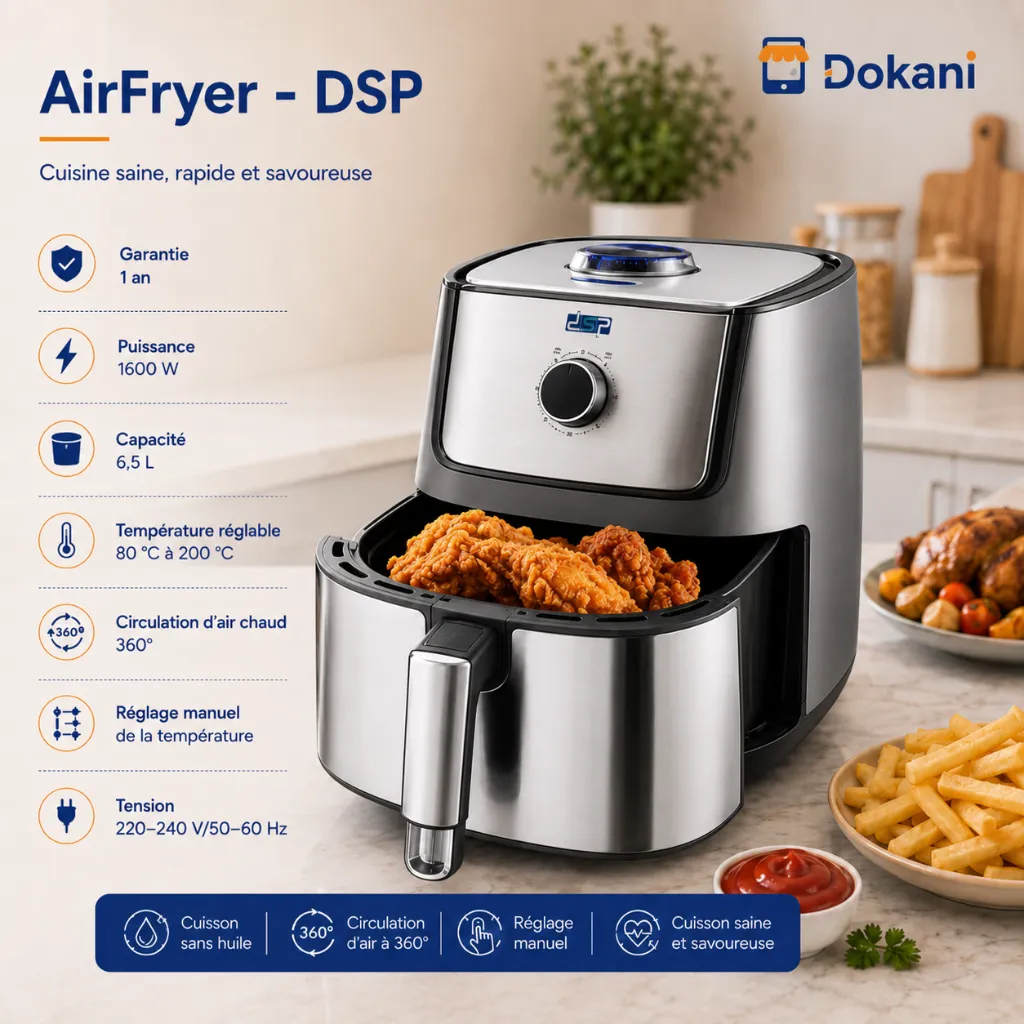 AirFryer - DSP
Dokani
Cuisine saine, rapide et savoureuse
Garantie
1 an
Puissance
1600 W
Capacité
6,5 L
Température réglable
80 °C à 200 °C
360°
Circulation d'air chaud
360°
Réglage manuel
de la température
Tension
220–240 V/50–60 Hz
dsp
Cuisson
sans huile
360°
Circulation
d'air à 360°
Réglage
manuel
Cuisson saine
et savoureuse